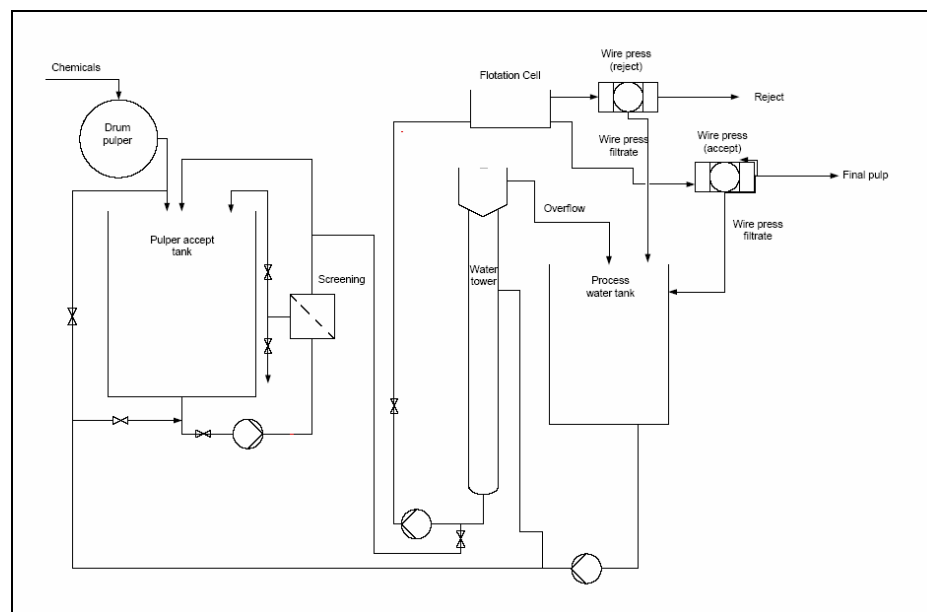 Chemicals
Drum
pulper
Pulper accept
tank
Screening
Flotation Cell
Wire press
(reject)
Reject
Wire press
filtrate
Wire press
(accept)
Final pulp
Wire press
filtrate
Overflow
Water
tower
Process
water tank